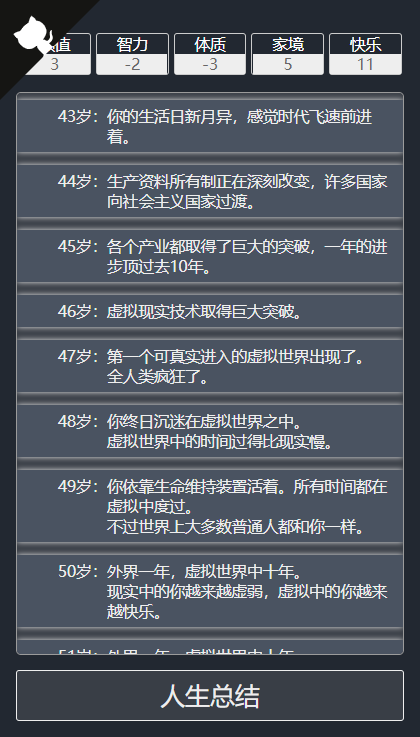 值 智力 体质 家境 快乐
3 -2 -3 5 11
43岁：你的生活日新月异，感觉时代飞速前进
着。
44岁：生产资料所有制正在深刻改变，许多国家
向社会主义国家过渡。
45岁：各个产业都取得了巨大的突破，一年的进
步顶过去10年。
46岁：虚拟现实技术取得巨大突破。
47岁：第一个可真实进入的虚拟世界出现了。
全人类疯狂了。
48岁：你终日沉迷在虚拟世界之中。
虚拟世界中的时间过得比现实慢。
49岁：你依靠生命维持装置活着。所有时间都在
虚拟中度过。
不过世界上大多数普通人都和你一样。
50岁：外界一年，虚拟世界中十年。
现实中的你越来越虚弱，虚拟中的你越来
越快乐。
51岁：外界一年，虚拟世界中十年
人生总结